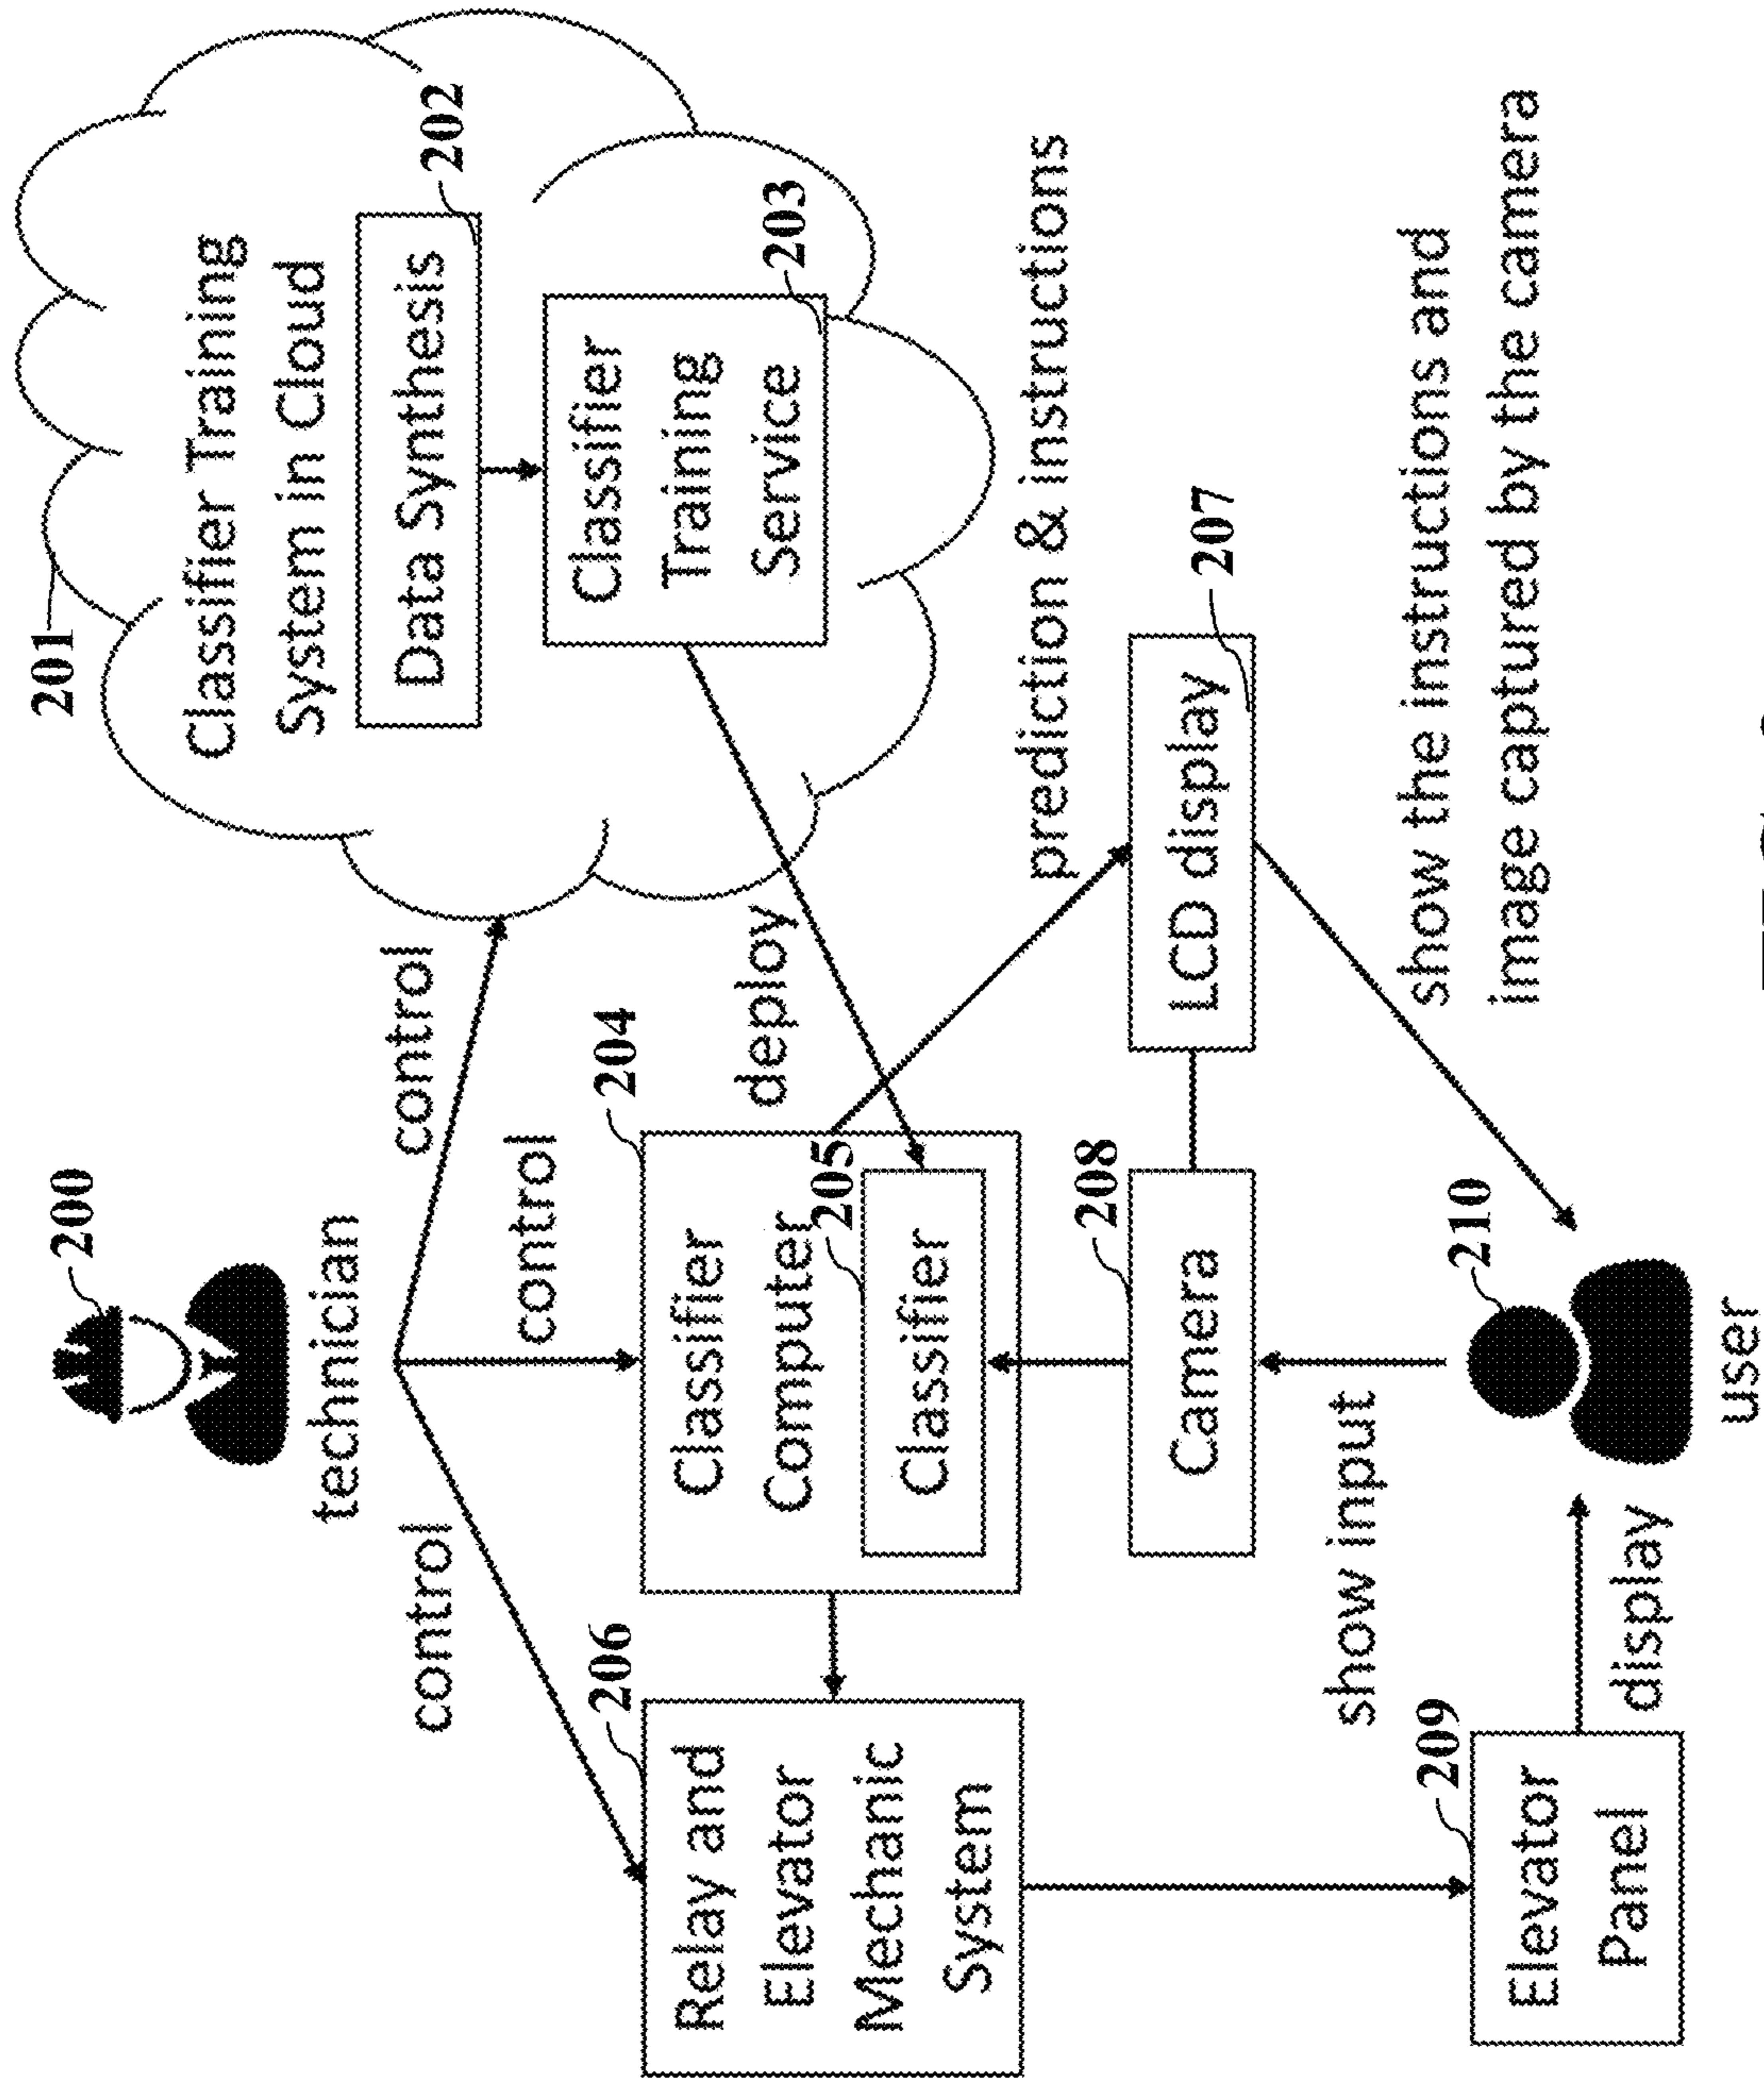 200
technician
control
control
control
201
Classifier Training
System in Cloud
Data Synthesis
202
Classifier
Training
Service
203
deploy
204
Classifier
Computer
205
Classifier
206
Relay and
Elevator
Mechanic
System
prediction & instructions
LCD display
207
208
Camera
show the instructions and
image captured by the camera
show input
209
Elevator
Panel
display
210
user